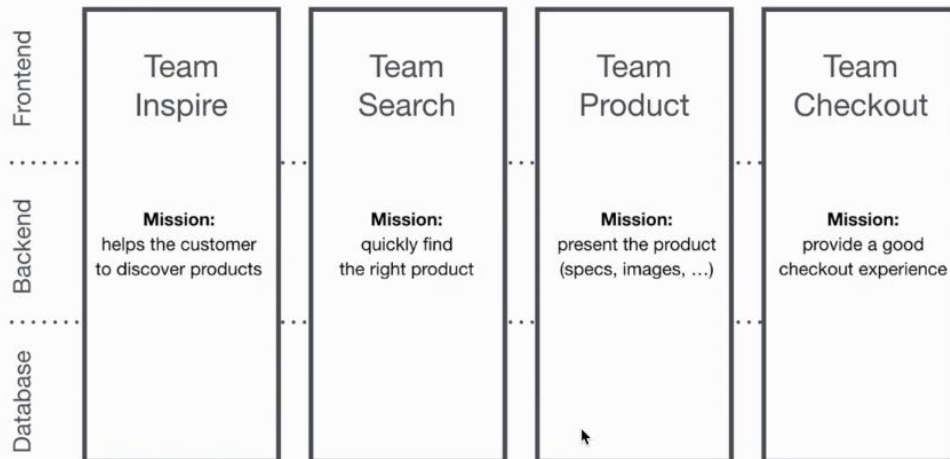 Frontend
Team
Inspire
Team
Search
Team
Product
Team
Checkout
Backend
Mission:
helps the customer
to discover products
Mission:
quickly find
the right product
Mission:
present the product
(specs, images, ...)
Mission:
provide a good
checkout experience
Database